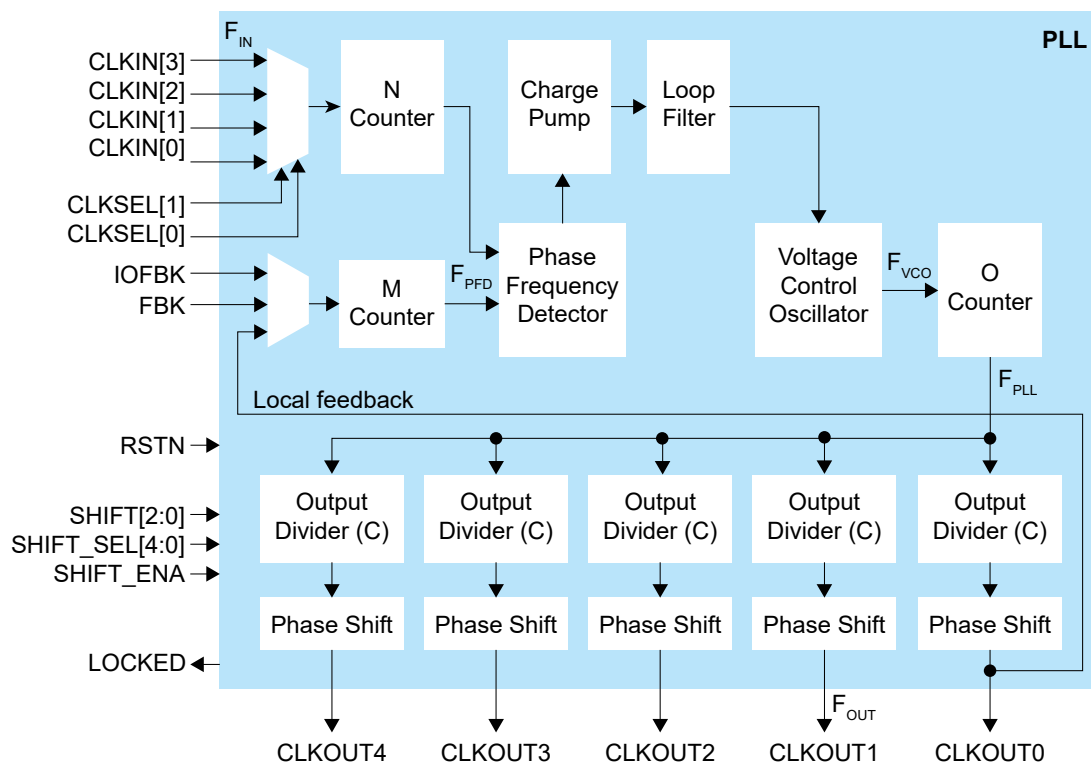 F_IN
PLL
CLKIN[3]
CLKIN[2]
CLKIN[1]
CLKIN[0]
N
Counter
Charge
Pump
Loop
Filter
CLKSEL[1]
CLKSEL[0]
IOFBK
FBK
M
Counter
F_PFD
Phase
Frequency
Detector
Voltage
Control
Oscillator
F_VCO
O
Counter
F_PLL
Local feedback
RSTN
SHIFT[2:0]
SHIFT_SEL[4:0]
SHIFT_ENA
LOCKED
Output
Divider (C)
Output
Divider (C)
Output
Divider (C)
Output
Divider (C)
Output
Divider (C)
Phase Shift
Phase Shift
Phase Shift
Phase Shift
Phase Shift
F_OUT
CLKOUT4
CLKOUT3
CLKOUT2
CLKOUT1
CLKOUT0